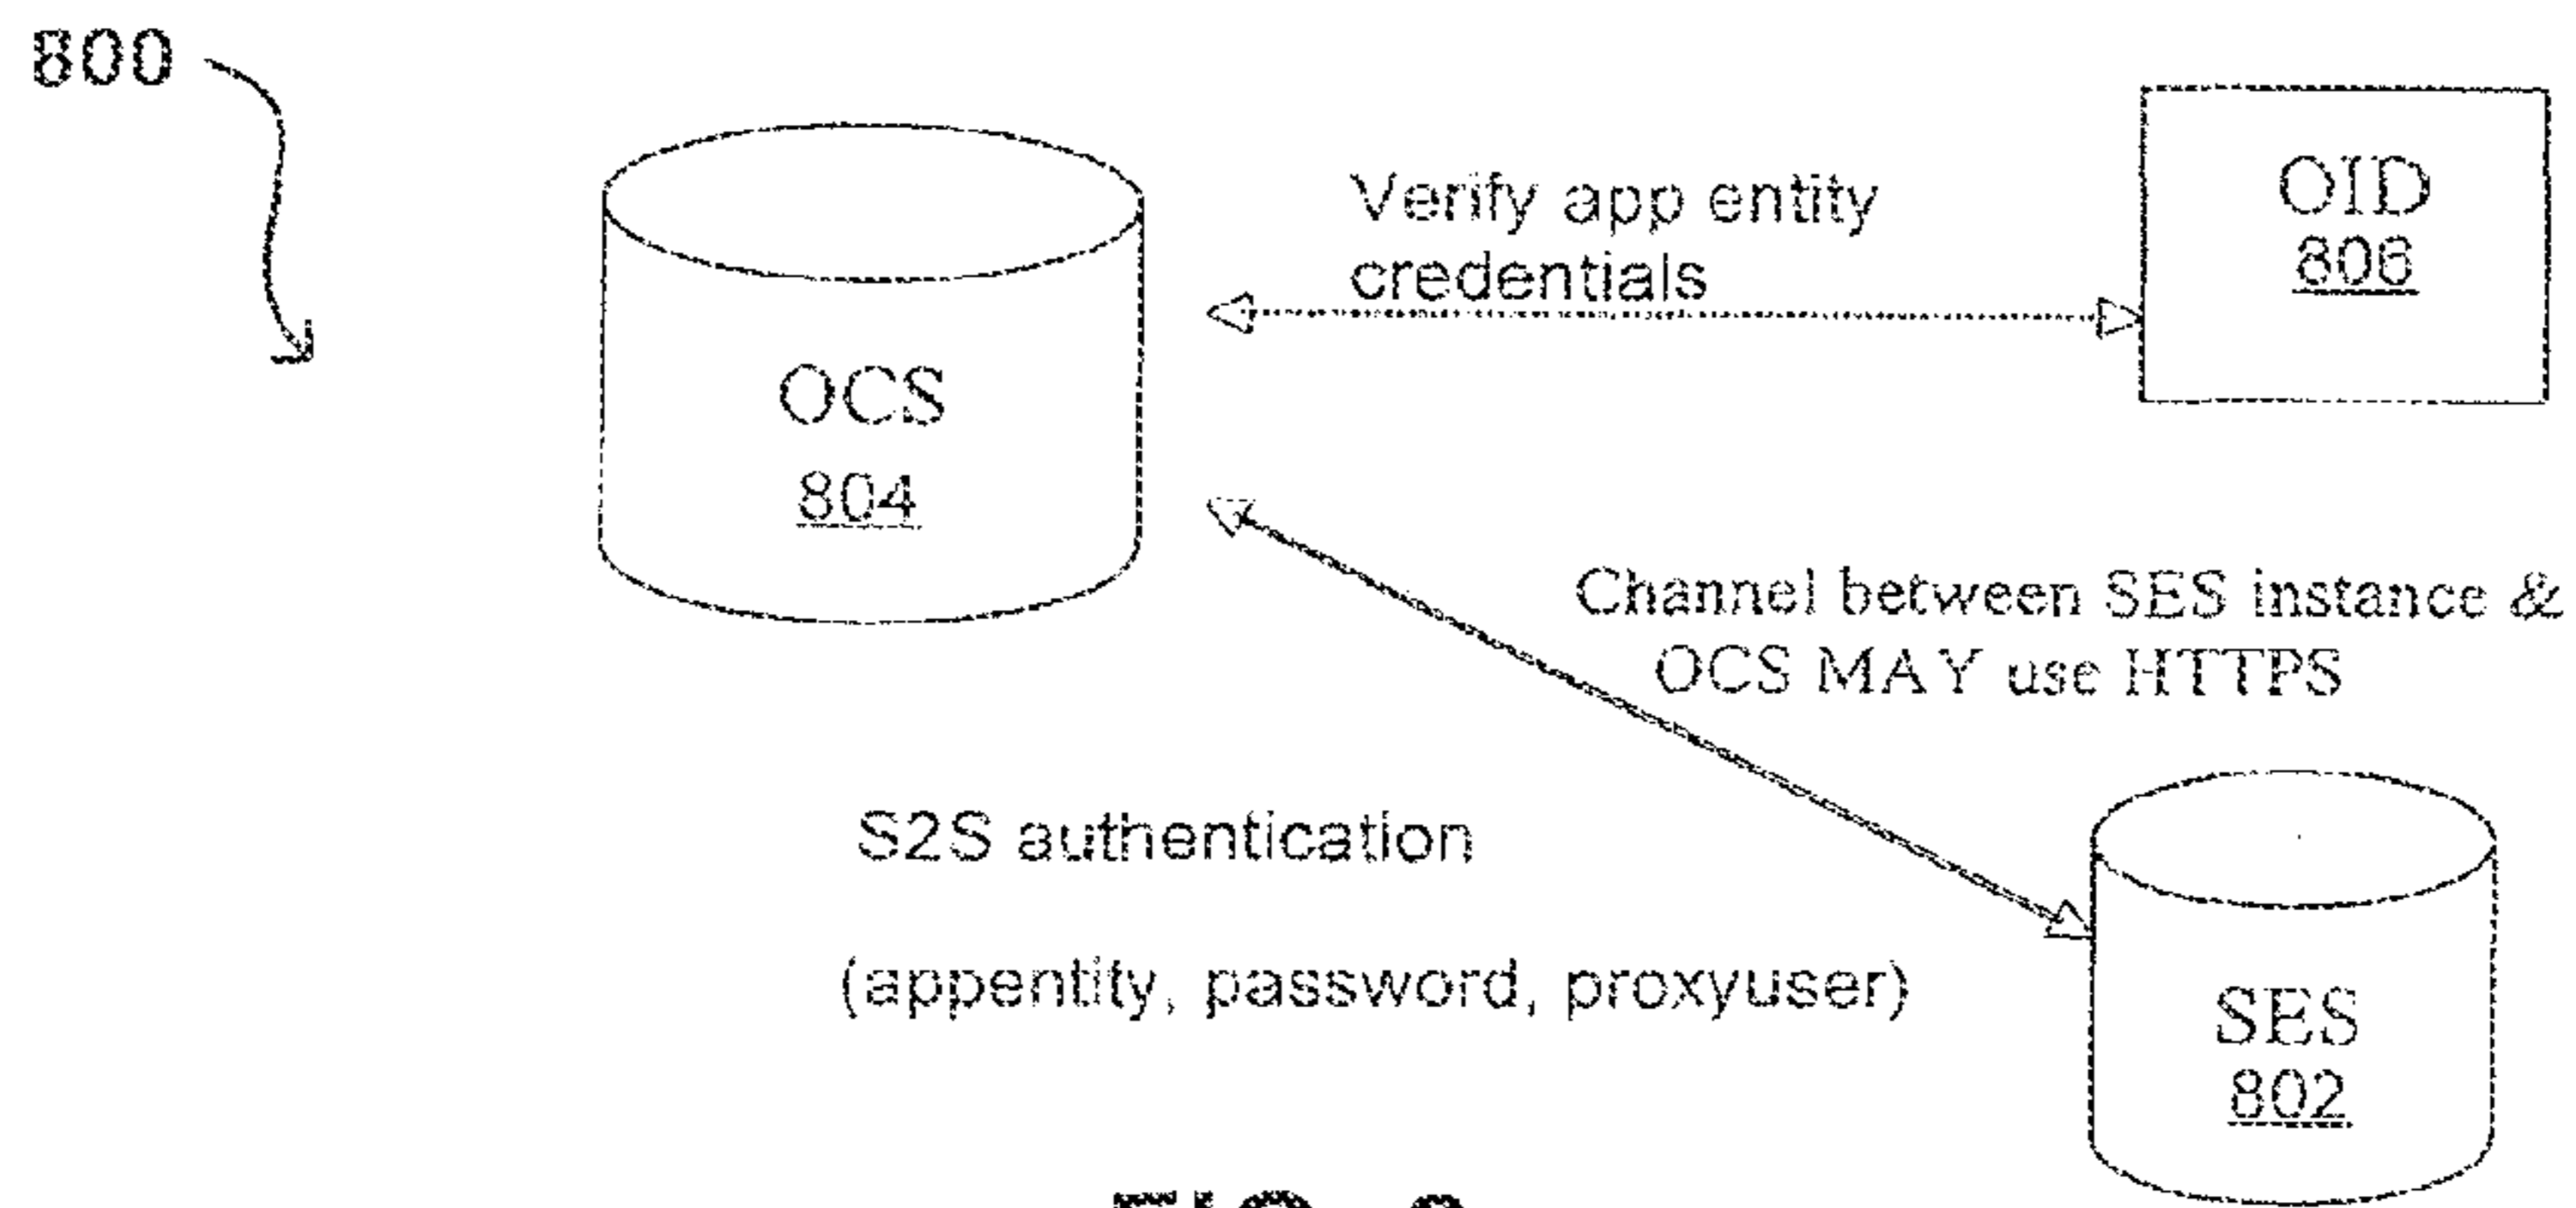 800
OCS
804
Verify app entity
credentials
OID
806
Channel between SES instance &
OCS MAY use HTTPS
S2S authentication
(appentity, password, proxyuser)
SES
802